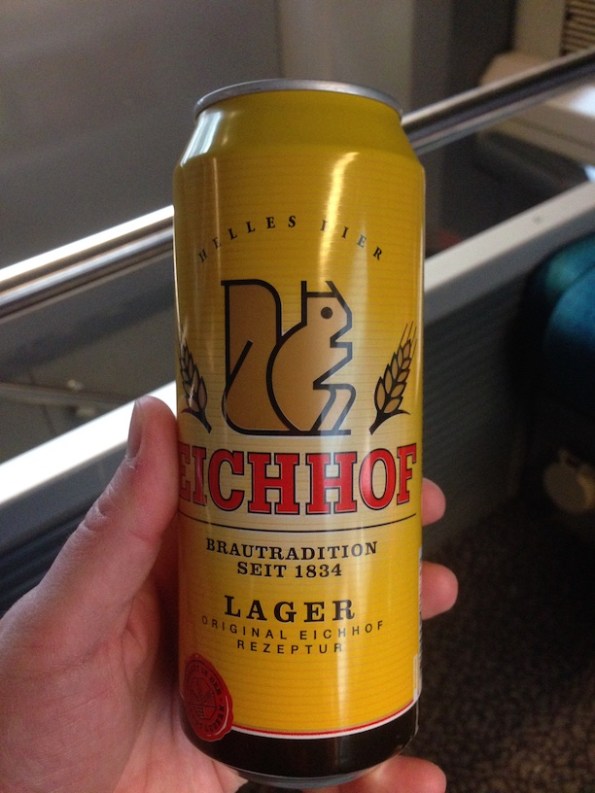 HELLES BIER
EICHHOF
BRAUTRADITION
SEIT 1834
LAGER
ORIGINAL EICHHOF
REZEPTUR